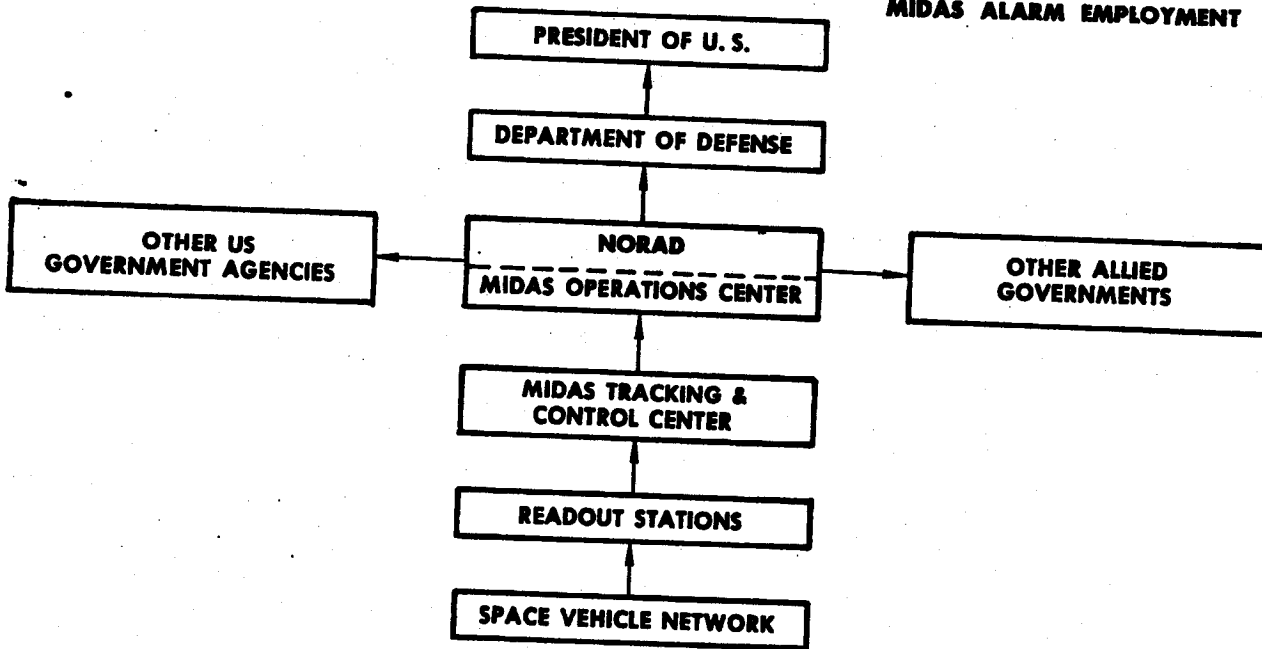 MIDAS ALARM EMPLOYMENT
PRESIDENT OF U. S.
DEPARTMENT OF DEFENSE
OTHER US
GOVERNMENT AGENCIES
NORAD
MIDAS OPERATIONS CENTER
OTHER ALLIED
GOVERNMENTS
MIDAS TRACKING &
CONTROL CENTER
READOUT STATIONS
SPACE VEHICLE NETWORK